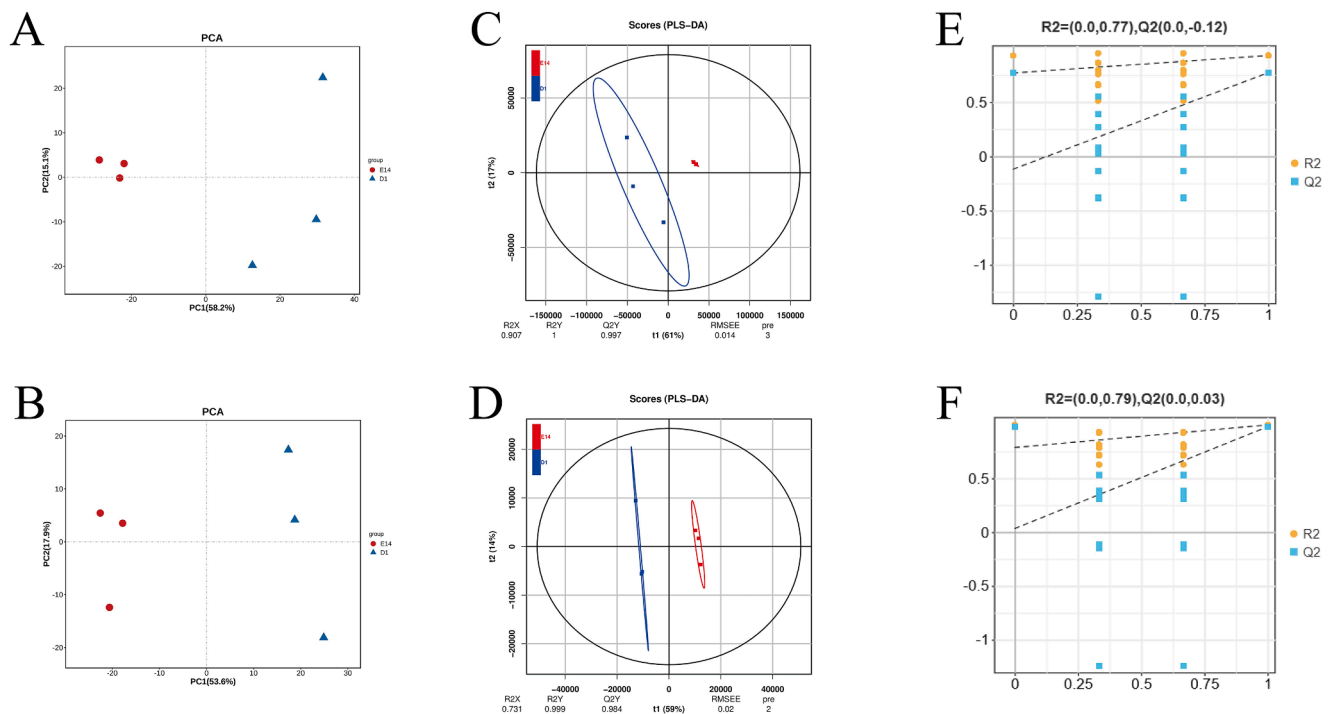 A
PCA
20
10
0
-10
-20
PC2(15.1%)
-20
0
20
40
PC1(58.2%)
group
E14
D1
C
Scores (PLS−DA)
E14
D1
50000
0
−50000
t2 (17%)
−150000 −100000 −50000 0 50000 100000 150000
R2X R2Y Q2Y t1 (61%) RMSEE pre
0.907 1 0.997 0.014 3
E
R2=(0.0,0.77),Q2(0.0,-0.12)
0.5
0
-0.5
-1
0 0.25 0.5 0.75 1
R2
Q2
B
PCA
20
10
0
-10
-20
PC2(17.9%)
-20 -10 0 10 20 30
PC1(53.6%)
group
E14
D1
D
Scores (PLS−DA)
E14
D1
20000
10000
0
−10000
−20000
t2 (14%)
−40000 −20000 0 20000 40000
R2X R2Y Q2Y t1 (59%) RMSEE pre
0.731 0.999 0.984 0.02 2
F
R2=(0.0,0.79),Q2(0.0,0.03)
0.5
0
-0.5
-1
0 0.25 0.5 0.75 1
R2
Q2